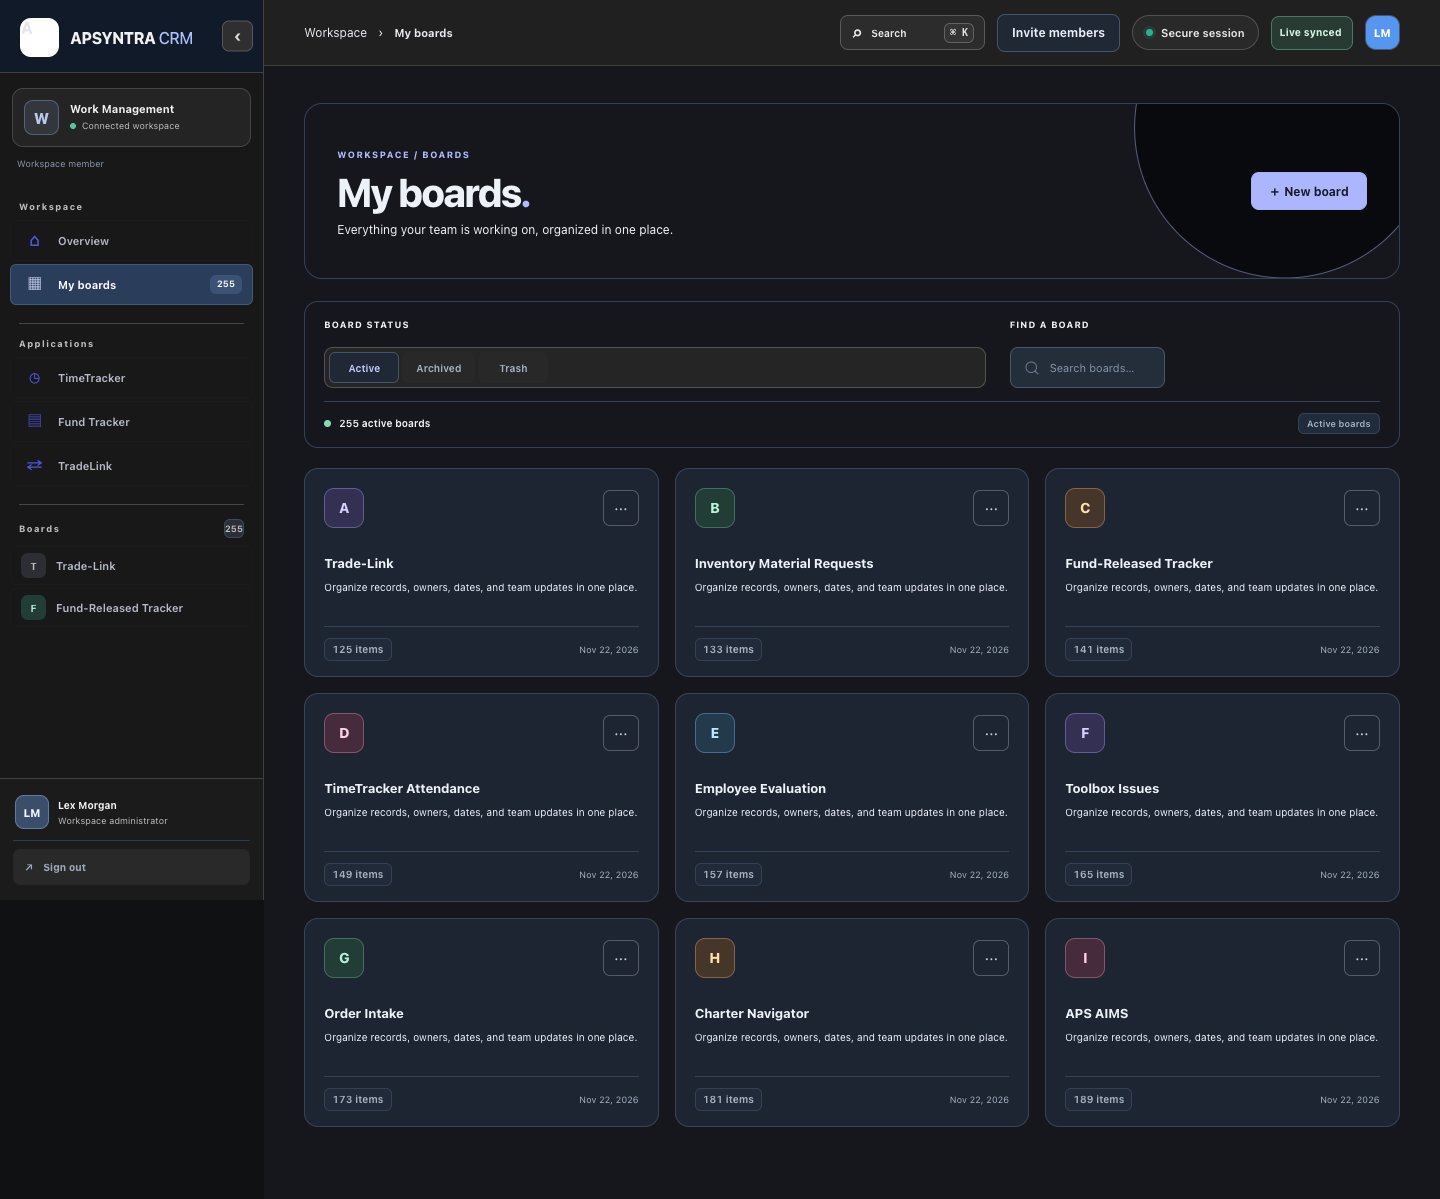 A
APSYNTRA CRM
‹
W
Work Management
Connected workspace
Workspace member
Workspace
Overview
My boards
255
Applications
TimeTracker
Fund Tracker
TradeLink
Boards
255
T
Trade-Link
F
Fund-Released Tracker
LM
Lex Morgan
Workspace administrator
Sign out
Workspace › My boards
Search
⌘ K
Invite members
Secure session
Live synced
LM
WORKSPACE / BOARDS
My boards.
Everything your team is working on, organized in one place.
+ New board
BOARD STATUS
Active
Archived
Trash
FIND A BOARD
Search boards...
255 active boards
Active boards
A
...
Trade-Link
Organize records, owners, dates, and team updates in one place.
125 items
Nov 22, 2026
B
...
Inventory Material Requests
Organize records, owners, dates, and team updates in one place.
133 items
Nov 22, 2026
C
...
Fund-Released Tracker
Organize records, owners, dates, and team updates in one place.
141 items
Nov 22, 2026
D
...
TimeTracker Attendance
Organize records, owners, dates, and team updates in one place.
149 items
Nov 22, 2026
E
...
Employee Evaluation
Organize records, owners, dates, and team updates in one place.
157 items
Nov 22, 2026
F
...
Toolbox Issues
Organize records, owners, dates, and team updates in one place.
165 items
Nov 22, 2026
G
...
Order Intake
Organize records, owners, dates, and team updates in one place.
173 items
Nov 22, 2026
H
...
Charter Navigator
Organize records, owners, dates, and team updates in one place.
181 items
Nov 22, 2026
I
...
APS AIMS
Organize records, owners, dates, and team updates in one place.
189 items
Nov 22, 2026